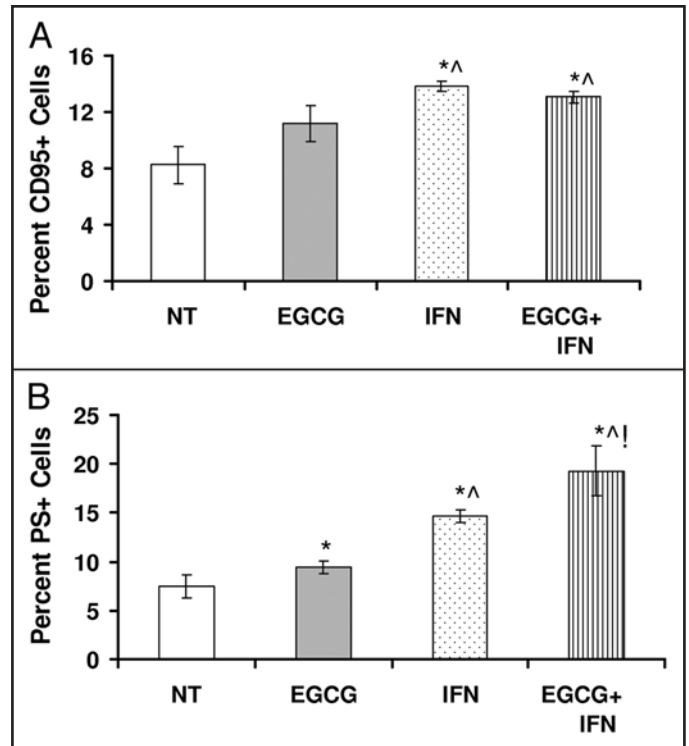 A
Percent CD95+ Cells
16
12
8
4
0
*^
*^
NT
EGCG
IFN
EGCG+
IFN
B
Percent PS+ Cells
25
20
15
10
5
0
*
*^
*^!
NT
EGCG
IFN
EGCG+
IFN